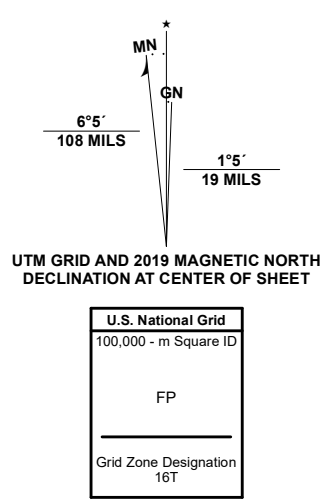 MN
GN
6°5´
108 MILS
1°5´
19 MILS
UTM GRID AND 2019 MAGNETIC NORTH
DECLINATION AT CENTER OF SHEET
U.S. National Grid
100,000 - m Square ID
FP
Grid Zone Designation
16T